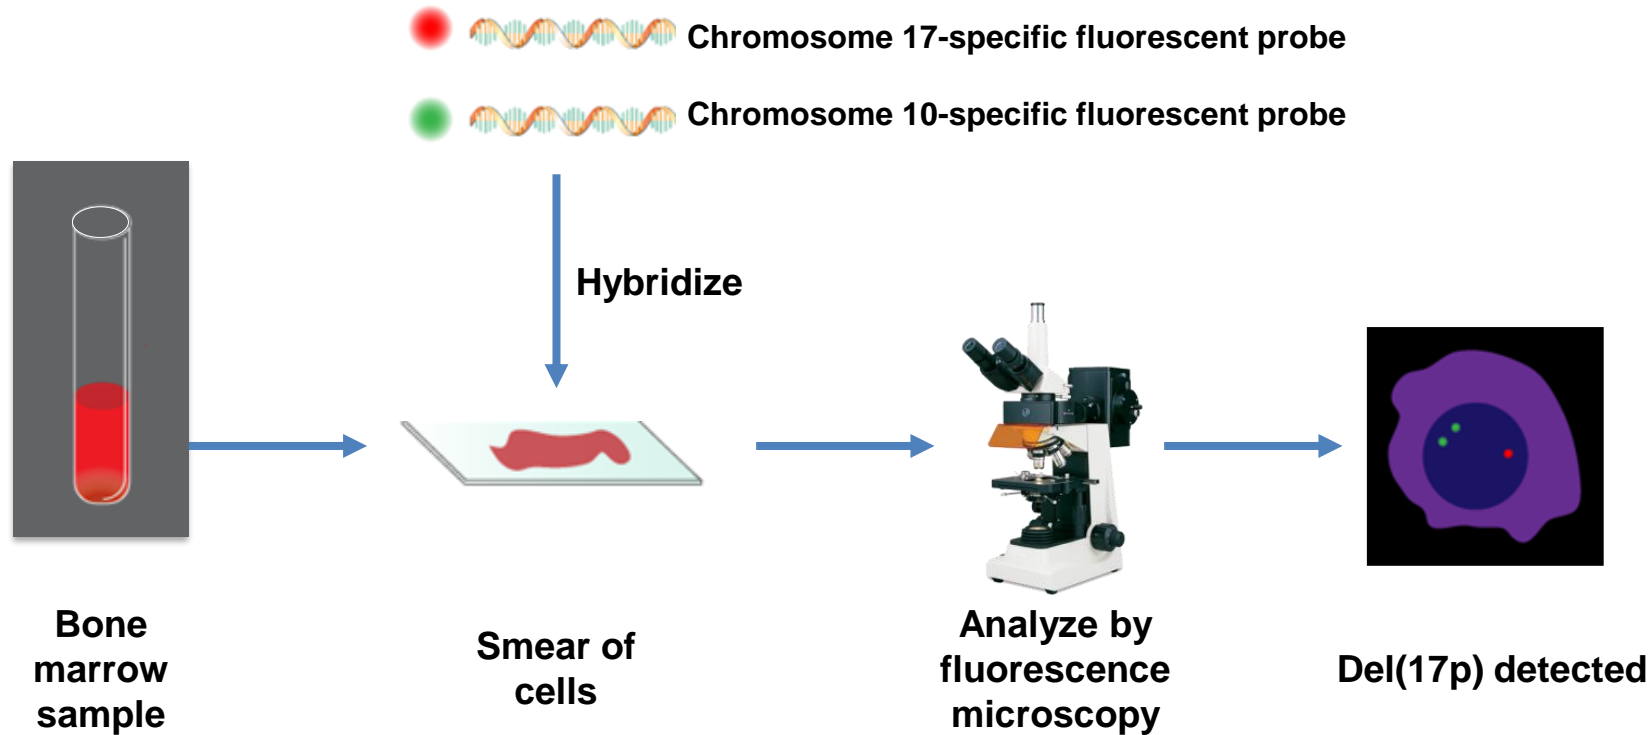 Chromosome 17-specific fluorescent probe
Chromosome 10-specific fluorescent probe
Hybridize
Bone
marrow
sample
Smear of
cells
Analyze by
fluorescence
microscopy
Del(17p) detected